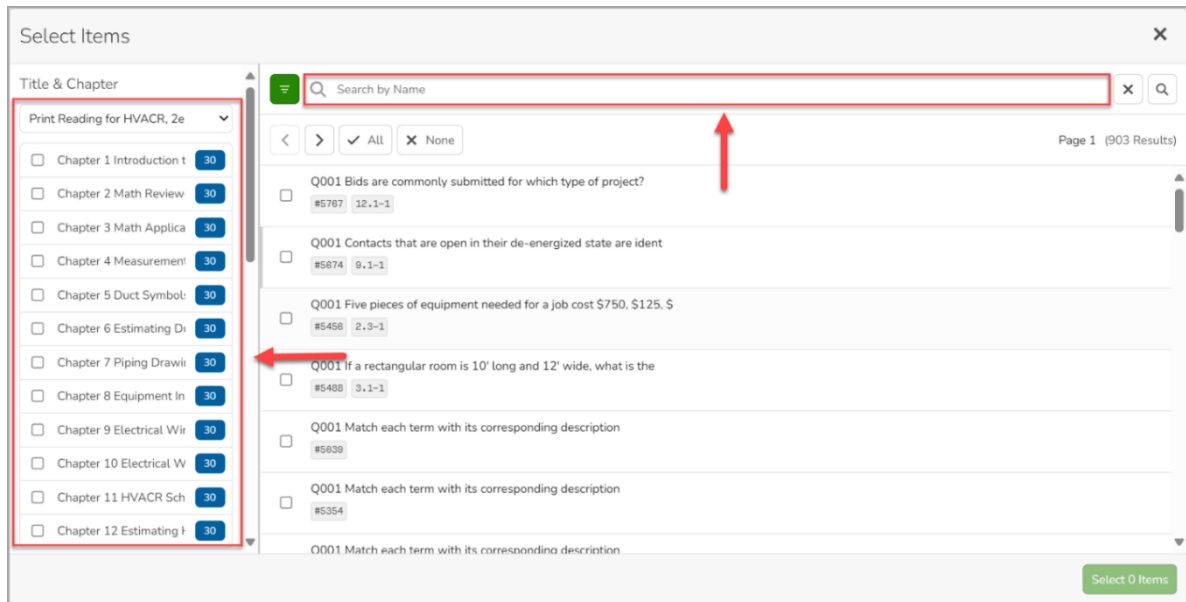 Select Items
Title & Chapter
Print Reading for HVACR, 2e
Chapter 1 Introduction t 30
Chapter 2 Math Review 30
Chapter 3 Math Applica 30
Chapter 4 Measurement 30
Chapter 5 Duct Symbol 30
Chapter 6 Estimating D 30
Chapter 7 Piping Drawi 30
Chapter 8 Equipment In 30
Chapter 9 Electrical Wir 30
Chapter 10 Electrical W 30
Chapter 11 HVACR Sch 30
Chapter 12 Estimating 30
Search by Name
All None
Page 1 (903 Results)
Q001 Bids are commonly submitted for which type of project?
#5767 12.1-1
Q001 Contacts that are open in their de-energized state are ident
#5674 9.1-1
Q001 Five pieces of equipment needed for a job cost $750, $125, $
#5456 2.3-1
Q001 If a rectangular room is 10' long and 12' wide, what is the
#5488 3.1-1
Q001 Match each term with its corresponding description
#5039
Q001 Match each term with its corresponding description
#5354
Q001 Match each term with its corresponding description
Select 0 Items